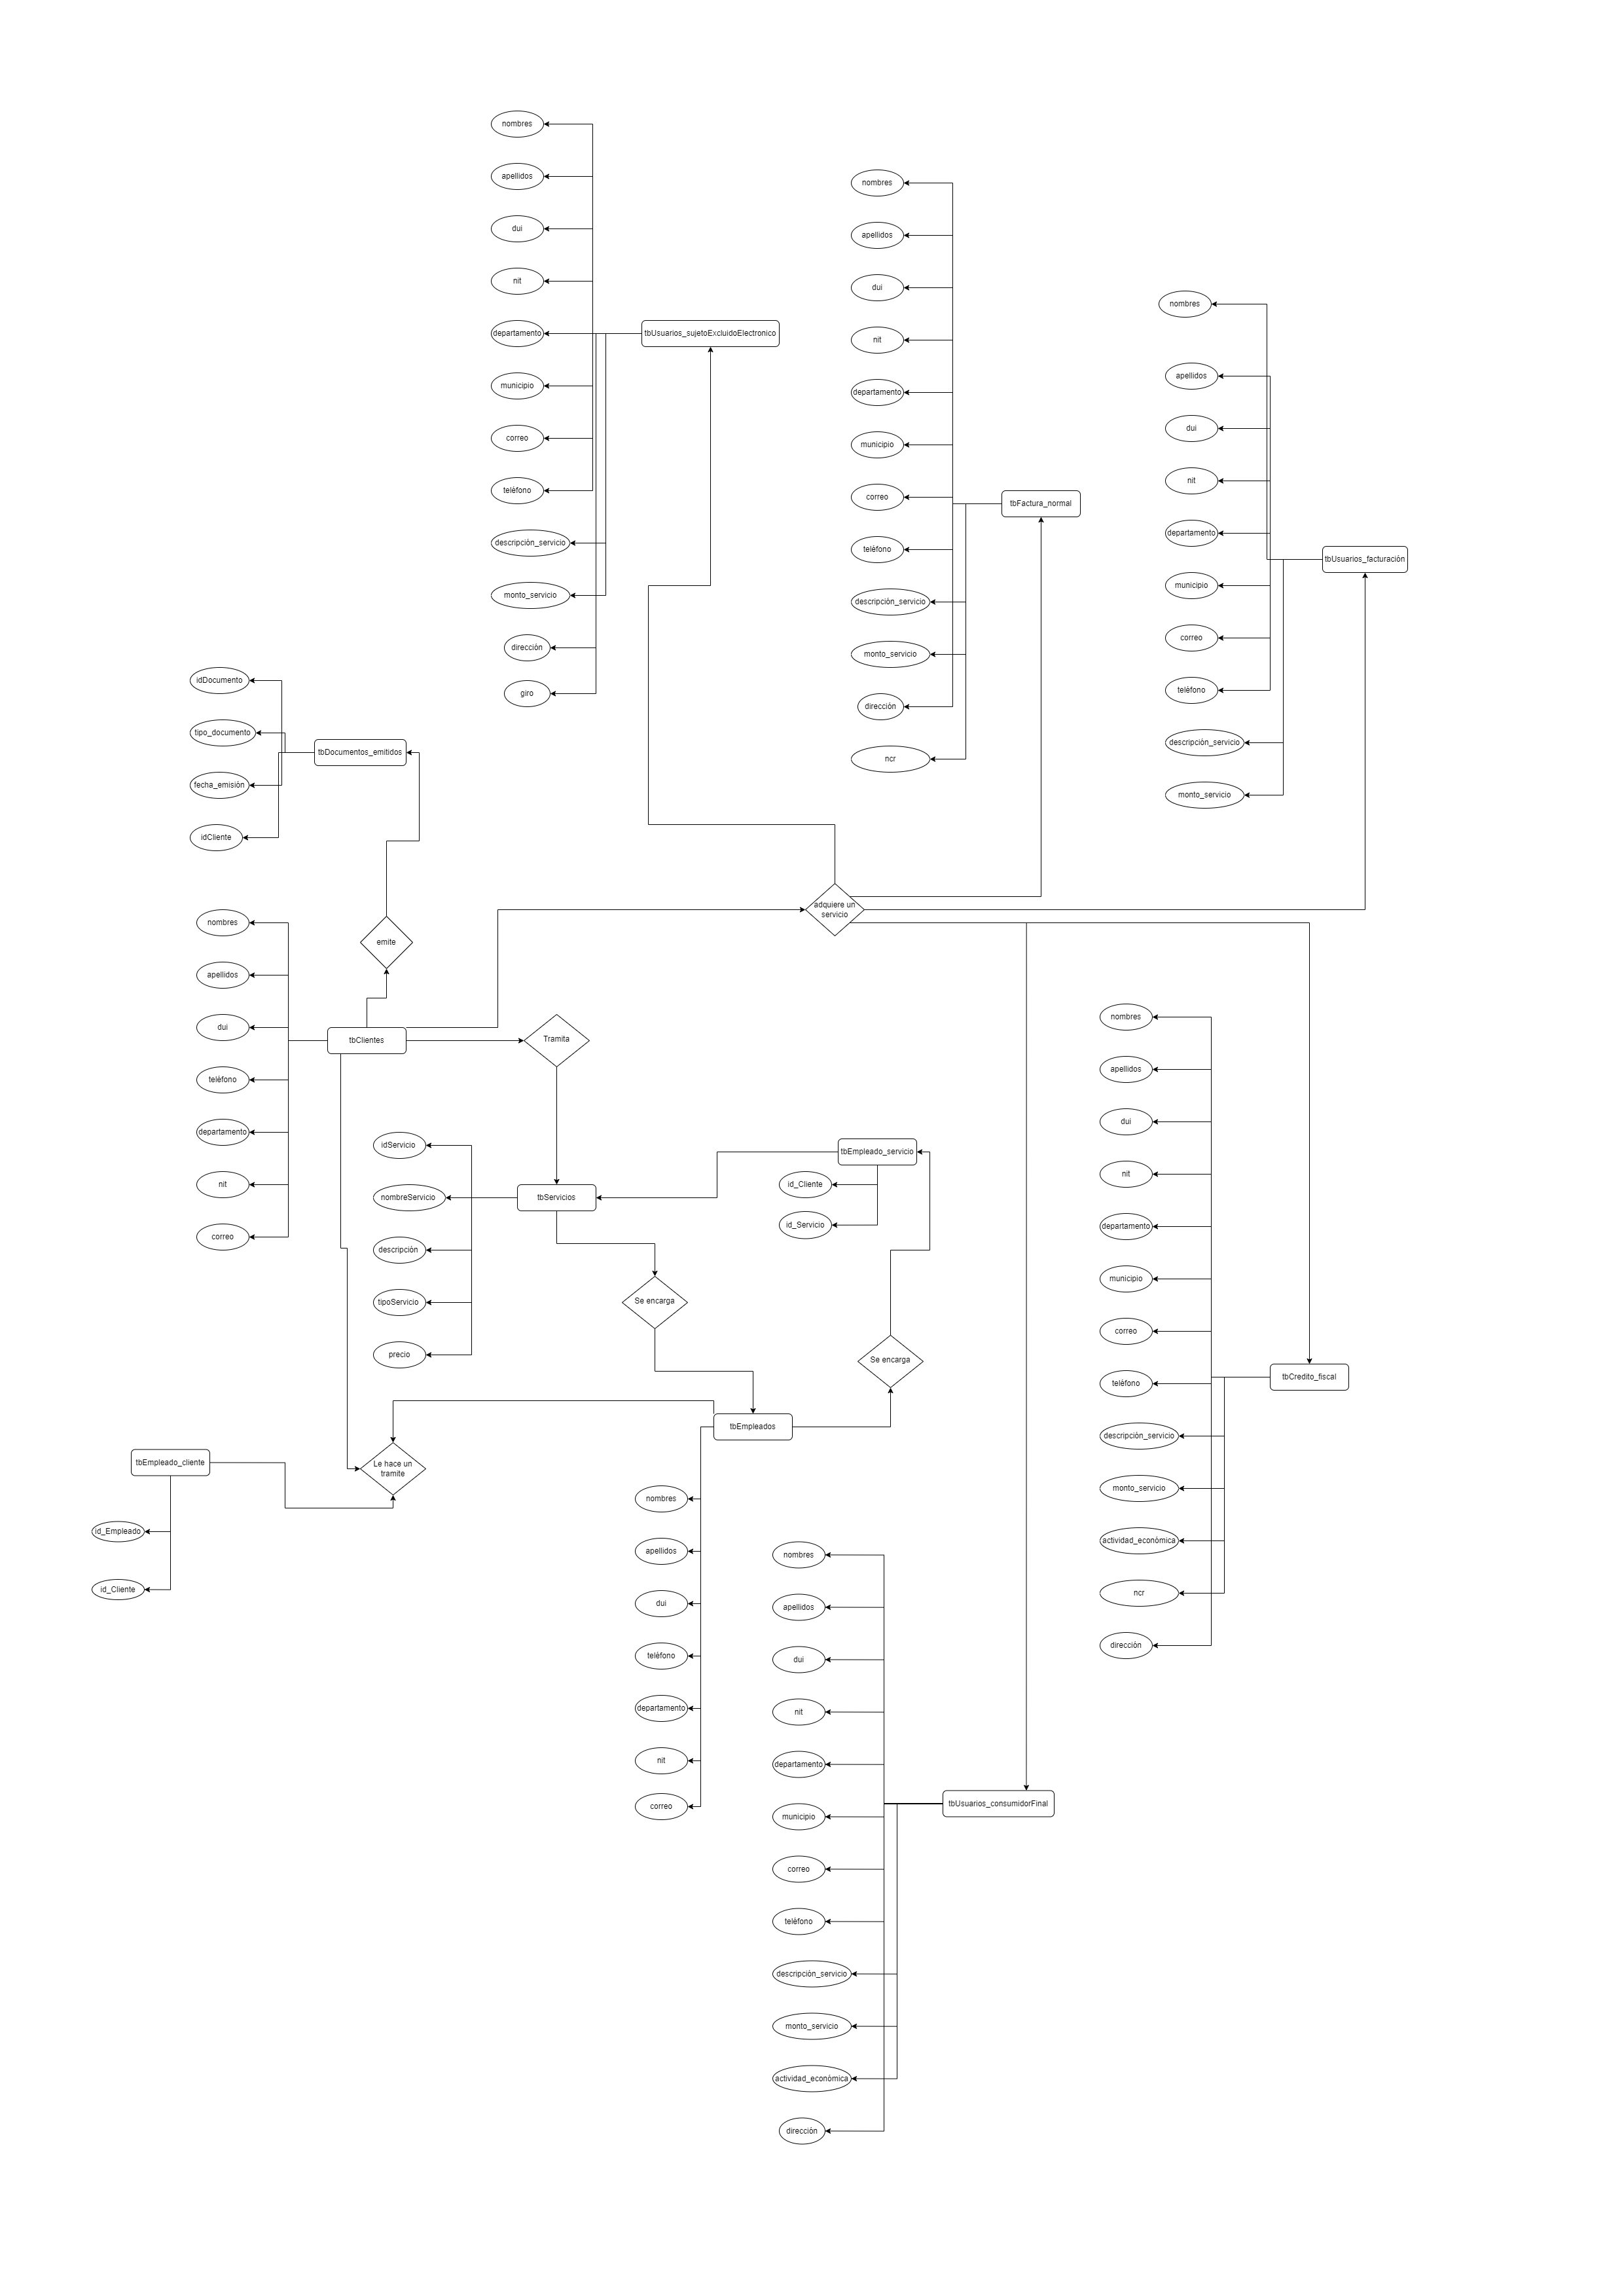 nombres
apellidos
dui
nit
departamento
municipio
correo
teléfono
descripción_servicio
monto_servicio
dirección
giro
tbUsuarios_sujetoExcluidoElectronico
nombres
apellidos
dui
nit
departamento
municipio
correo
teléfono
descripción_servicio
monto_servicio
dirección
ncr
tbFactura_normal
nombres
apellidos
dui
nit
departamento
municipio
correo
teléfono
descripción_servicio
monto_servicio
tbUsuarios_facturación
idDocumento
tipo_documento
fecha_emisión
idCliente
tbDocumentos_emitidos
emite
adquiere un
servicio
nombres
apellidos
dui
teléfono
departamento
nit
correo
tbClientes
Tramita
idServicio
nombreServicio
descripción
tipoServicio
precio
tbServicios
tbEmpleado_servicio
id_Cliente
id_Servicio
Se encarga
Se encarga
tbEmpleados
Le hace un
tramite
tbEmpleado_cliente
id_Empleado
id_Cliente
nombres
apellidos
dui
teléfono
departamento
nit
correo
nombres
apellidos
dui
nit
departamento
municipio
correo
teléfono
descripción_servicio
monto_servicio
actividad_económica
ncr
dirección
tbCredito_fiscal
nombres
apellidos
dui
nit
departamento
municipio
correo
teléfono
descripción_servicio
monto_servicio
actividad_económica
dirección
tbUsuarios_consumidorFinal